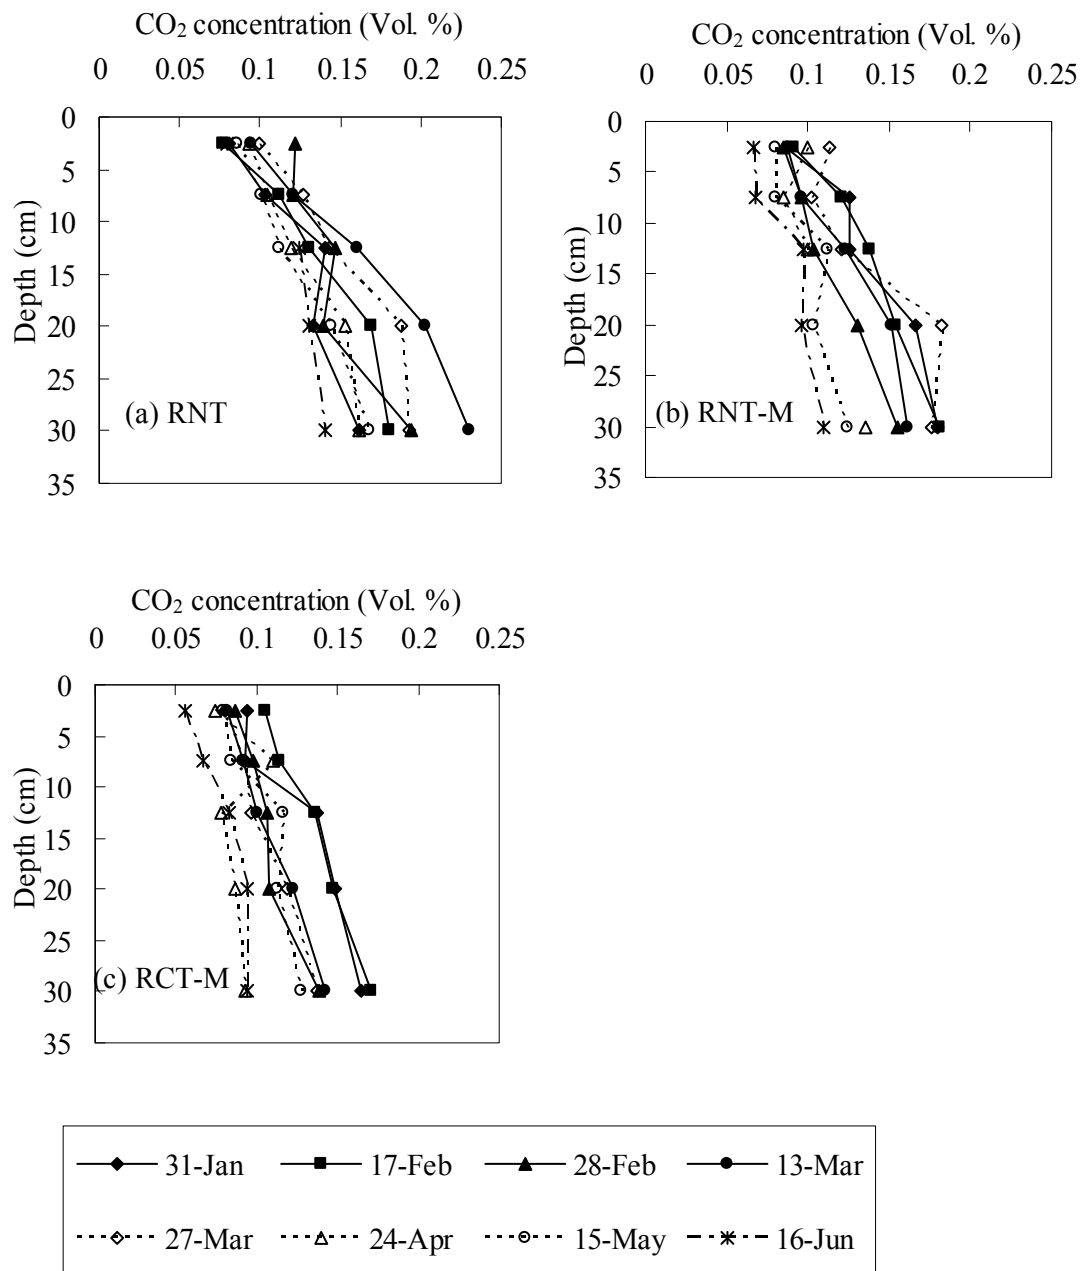 CO₂ concentration (Vol. %)
0 0.05 0.1 0.15 0.2 0.25
0
5
10
15
20
25
30
35
Depth (cm)
(a) RNT
CO₂ concentration (Vol. %)
0 0.05 0.1 0.15 0.2 0.25
0
5
10
15
20
25
30
35
Depth (cm)
(b) RNT-M
CO₂ concentration (Vol. %)
0 0.05 0.1 0.15 0.2 0.25
0
5
10
15
20
25
30
35
Depth (cm)
(c) RCT-M
31-Jan 17-Feb 28-Feb 13-Mar
27-Mar 24-Apr 15-May 16-Jun